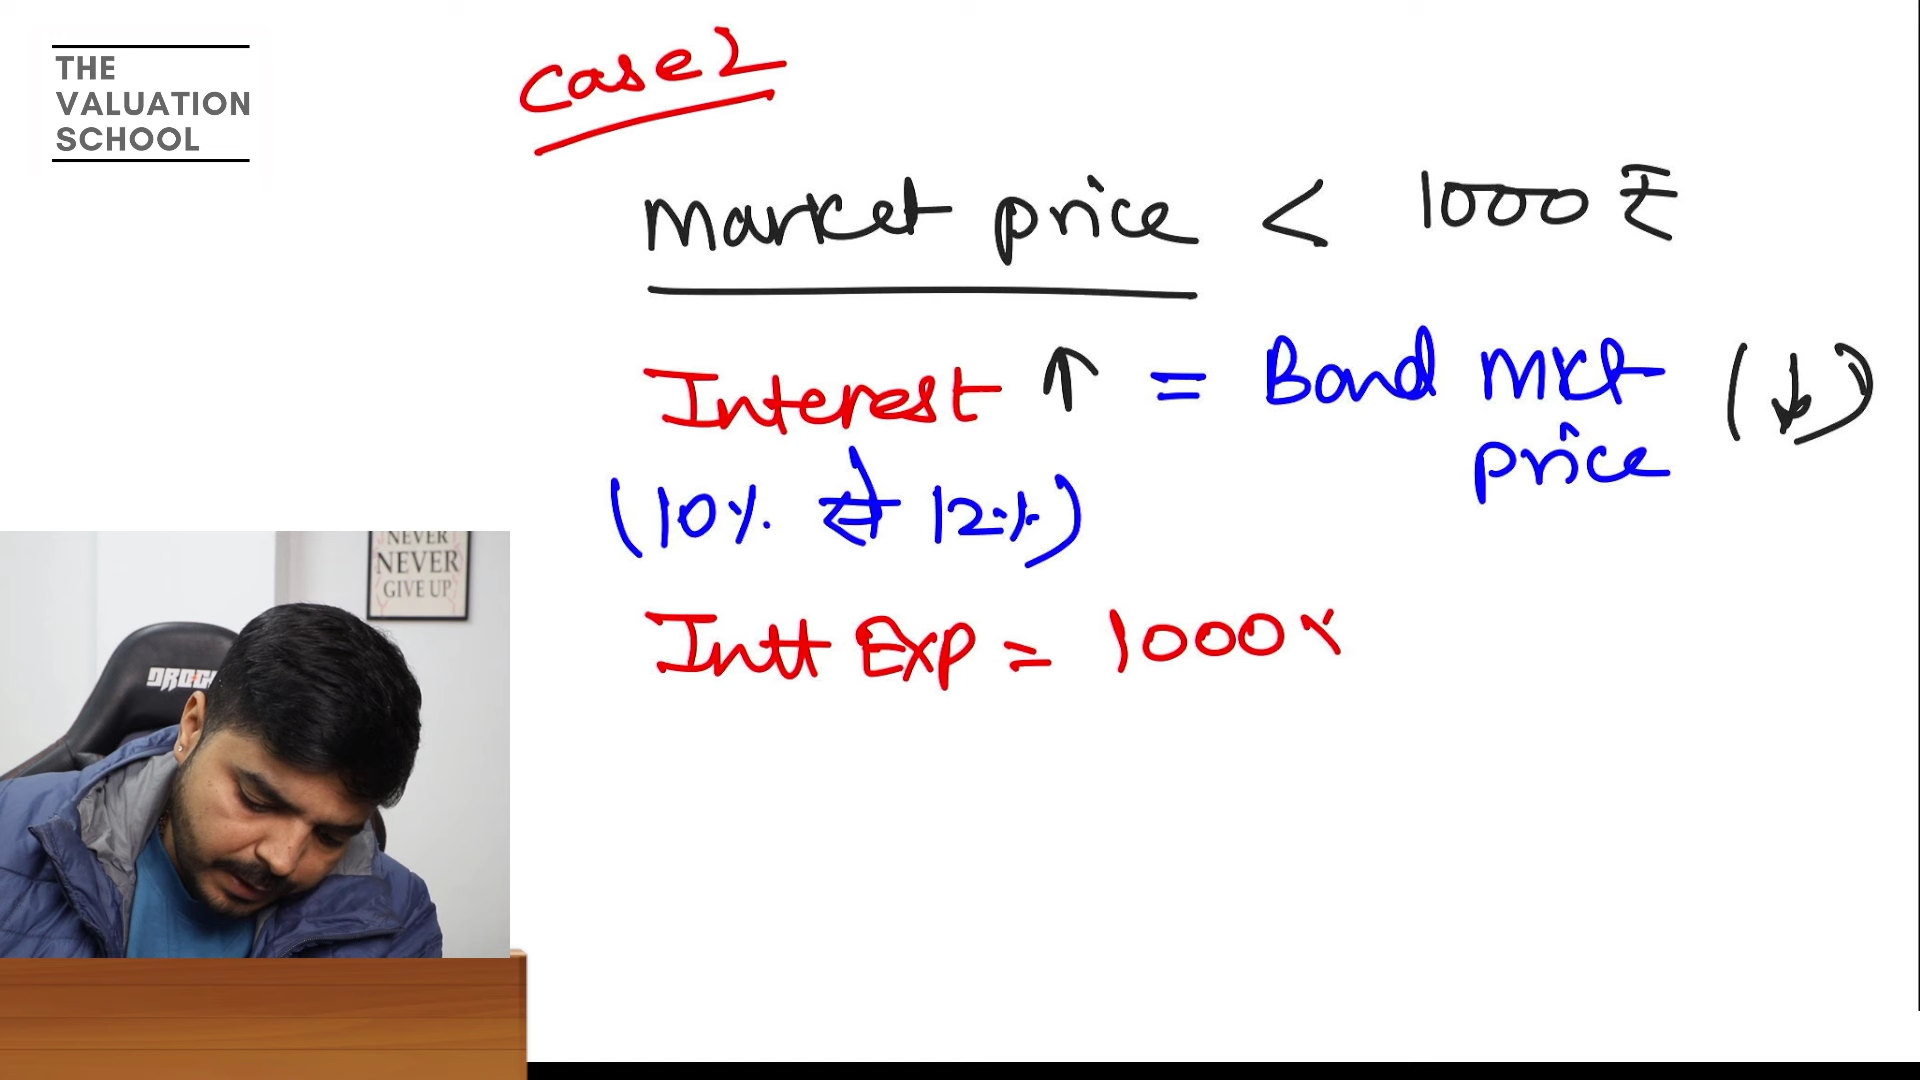 THE
VALUATION
SCHOOL
Case 2
market price < 1000 ₹
Interest ↑ = Bond mkt (↓)
price
(10% → 12%)
Intt Exp = 1000 x
NEVER
NEVER
GIVE UP